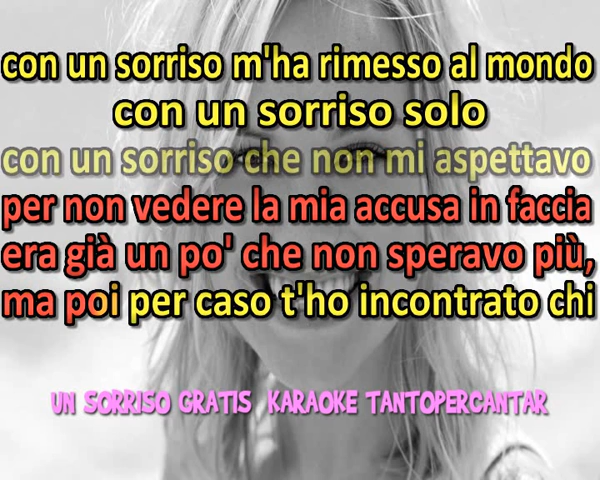 con un sorriso m'ha rimesso al mondo
con un sorriso solo
con un sorriso che non mi aspettavo
per non vedere la mia accusa in faccia
era già un po' che non speravo più,
ma poi per caso t'ho incontrato chi
UN SORRISO GRATIS KARAOKE TANTOPERCANTAR